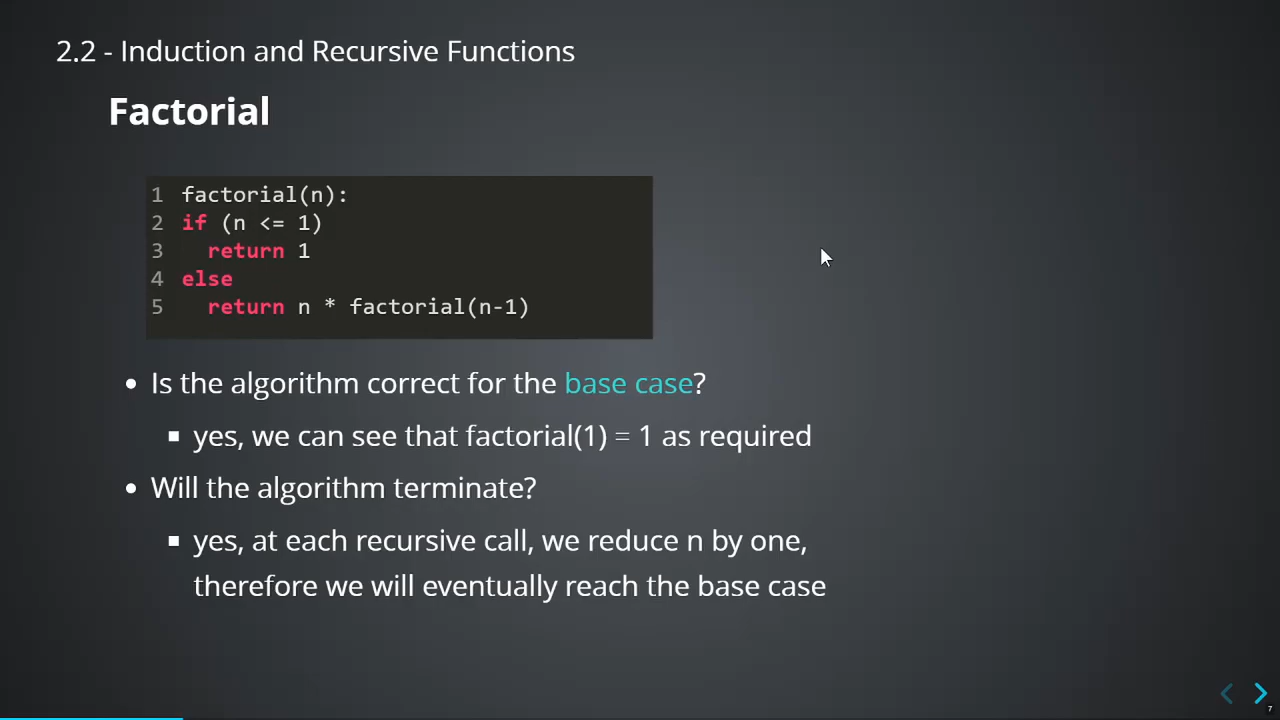 2.2 - Induction and Recursive Functions
Factorial
1 factorial(n):
2 if (n <= 1)
3   return 1
4 else
5   return n * factorial(n-1)
• Is the algorithm correct for the base case?
▪ yes, we can see that factorial(1) = 1 as required
• Will the algorithm terminate?
▪ yes, at each recursive call, we reduce n by one,
therefore we will eventually reach the base case
7